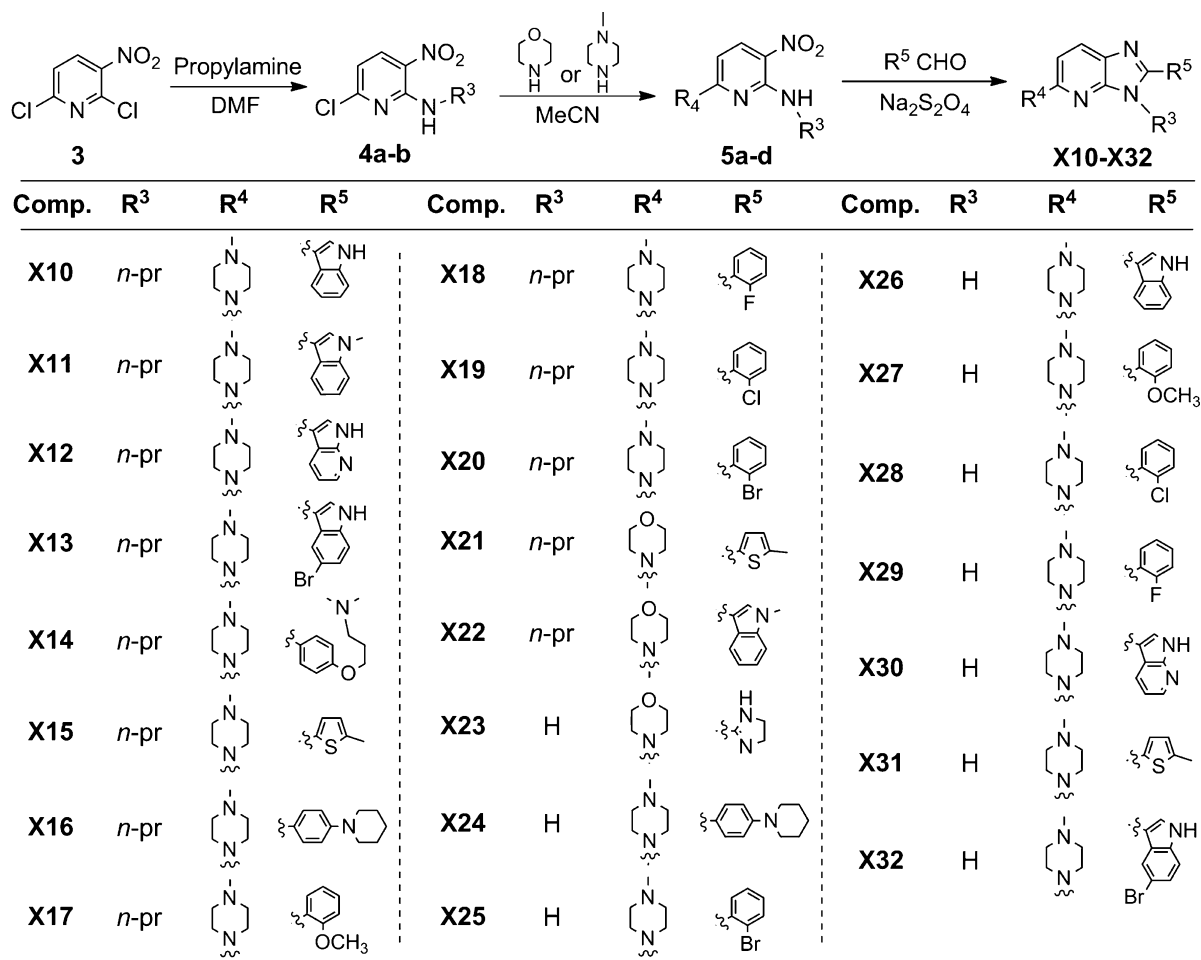 NO2
Cl
N
Cl
3
Propylamine
DMF
NO2
Cl
N
N
H
R3
4a-b
O
N
H
or
N
N
H
MeCN
NO2
R4
N
NH
R3
5a-d
R5 CHO
Na2S2O4
N
R5
R4
N
N
R3
X10-X32
Comp. R3 R4 R5 Comp. R3 R4 R5 Comp. R3 R4 R5
X10 n-pr N N NH
X11 n-pr N N N
X12 n-pr N N NH N
X13 n-pr N N NH Br
X14 n-pr N N N O
X15 n-pr N N S
X16 n-pr N N N
X17 n-pr N N OCH3
X18 n-pr N N F
X19 n-pr N N Cl
X20 n-pr N N Br
X21 n-pr O N S
X22 n-pr O N N
X23 H O N H N N
X24 H N N N
X25 H N N Br
X26 H N N NH
X27 H N N OCH3
X28 H N N Cl
X29 H N N F
X30 H N N NH N
X31 H N N S
X32 H N N NH Br